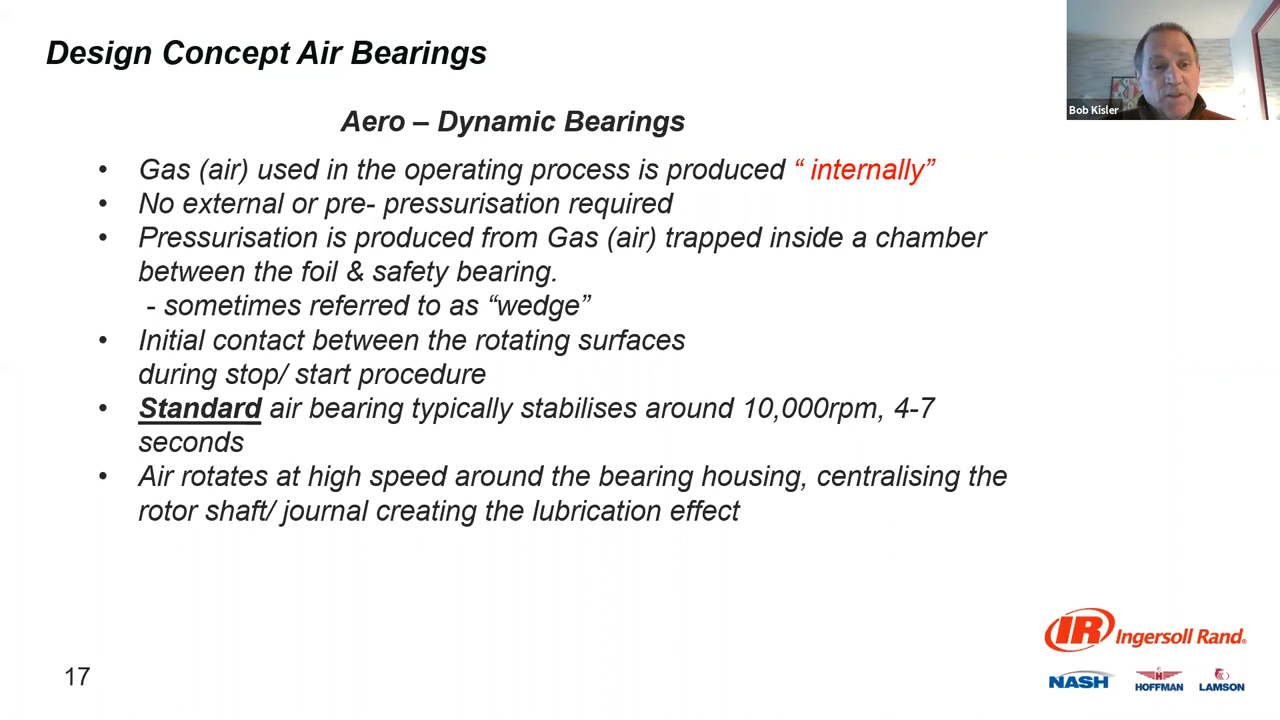 Design Concept Air Bearings
Bob Kisler
Aero – Dynamic Bearings
• Gas (air) used in the operating process is produced “ internally”
• No external or pre- pressurisation required
• Pressurisation is produced from Gas (air) trapped inside a chamber
between the foil & safety bearing.
- sometimes referred to as “wedge”
• Initial contact between the rotating surfaces
during stop/ start procedure
• Standard air bearing typically stabilises around 10,000rpm, 4-7
seconds
• Air rotates at high speed around the bearing housing, centralising the
rotor shaft/ journal creating the lubrication effect
IR Ingersoll Rand®
NASH HOFFMAN LAMSON
17